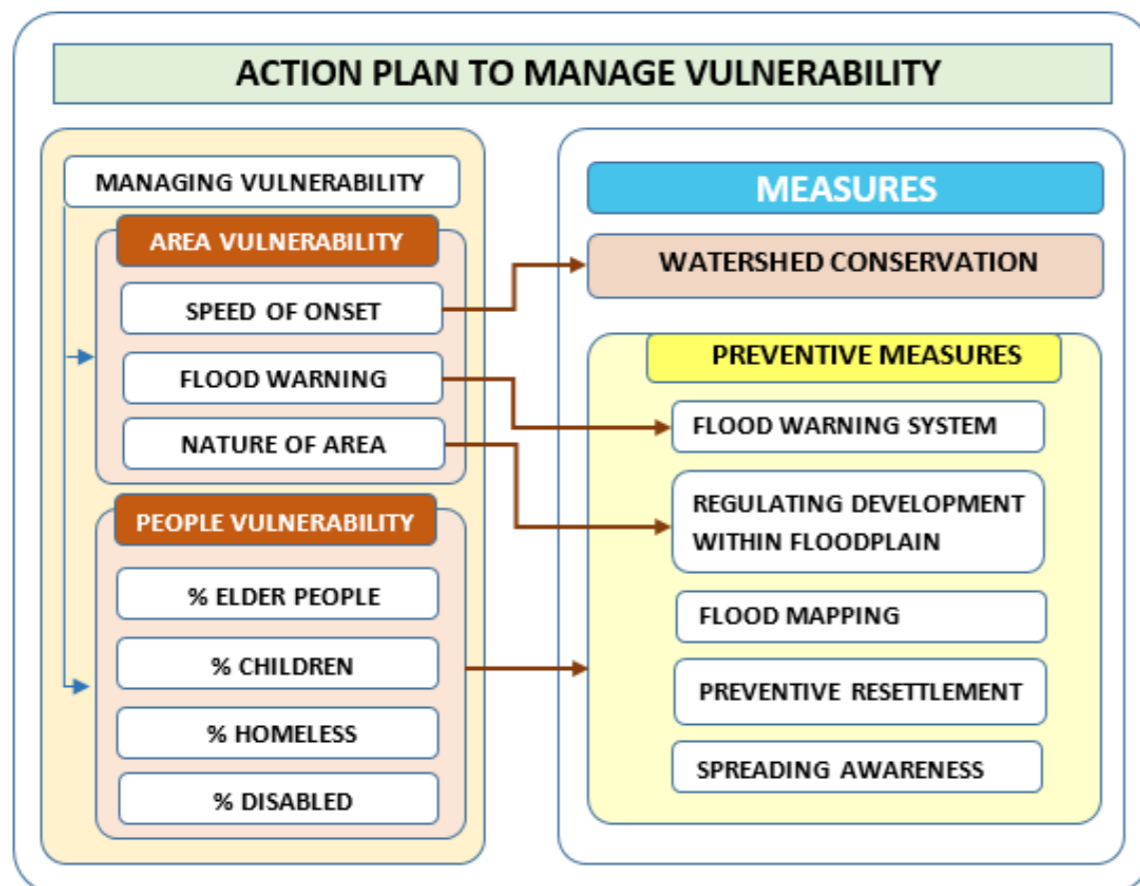 ACTION PLAN TO MANAGE VULNERABILITY
MANAGING VULNERABILITY
AREA VULNERABILITY
SPEED OF ONSET
FLOOD WARNING
NATURE OF AREA
PEOPLE VULNERABILITY
% ELDER PEOPLE
% CHILDREN
% HOMELESS
% DISABLED
MEASURES
WATERSHED CONSERVATION
PREVENTIVE MEASURES
FLOOD WARNING SYSTEM
REGULATING DEVELOPMENT
WITHIN FLOODPLAIN
FLOOD MAPPING
PREVENTIVE RESETTLEMENT
SPREADING AWARENESS